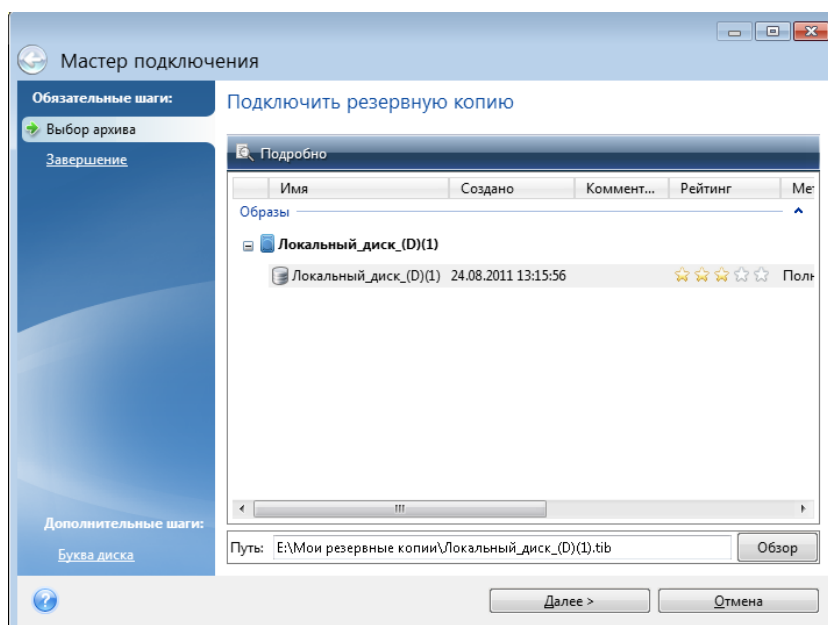 Мастер подключения
Обязательные шаги:
Выбор архива
Завершение
Дополнительные шаги:
Буква диска
Подключить резервную копию
Подробно
Имя Создано Коммент... Рейтинг Ме
Образы
Локальный_диск_(D)(1)
Локальный_диск_(D)(1) 24.08.2011 13:15:56 Полн
Путь: E:\Мои резервные копии\Локальный_диск_(D)(1).tib Обзор
Далее > Отмена